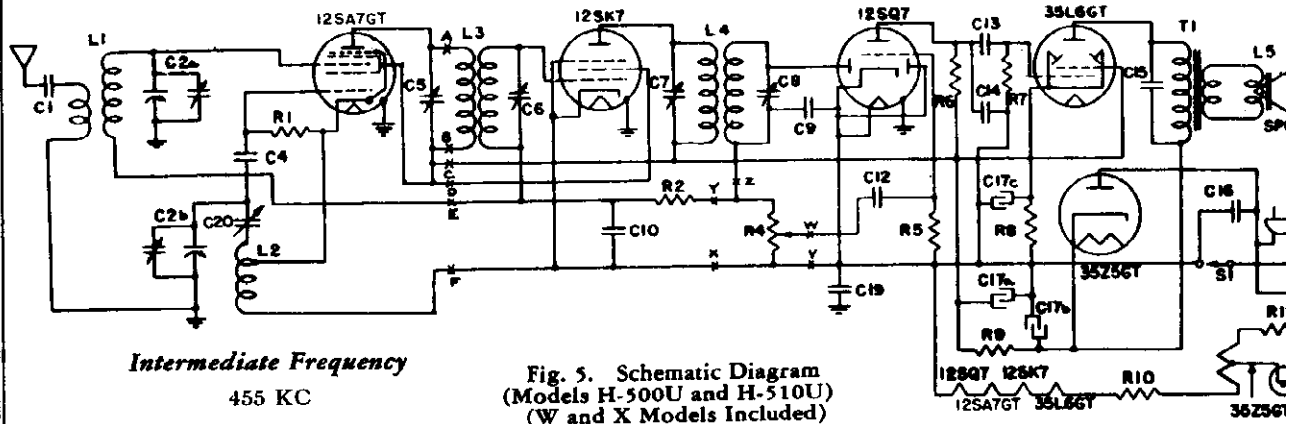 12SA7GT
L3
12SK7
L4
12SQ7
C13
35L6GT
T1
L1
A
C2a
C5
C6
C7
C8
C15
L5
R6
C14
R7
C1
R1
C9
C4
B
C
D
E
R2
Y
Z
C12
C17c
C16
C2b
C20
C10
R4
W
R5
R8
L2
X
Y
35Z5GT
S1
F
C19
C17a
C17b
R9
Intermediate Frequency
455 KC
Fig. 5. Schematic Diagram
(Models H-500U and H-510U)
(W and X Models Included)
12SQ7 12SK7
12SA7GT 35L6GT
R10
35Z5GT